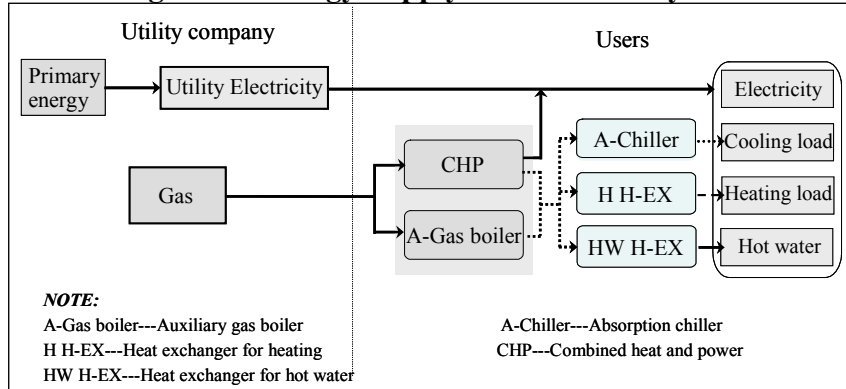 Utility company
Users
Primary
energy
Utility Electricity
Electricity
A-Chiller
Cooling load
CHP
Gas
H H-EX
Heating load
A-Gas boiler
HW H-EX
Hot water
NOTE:
A-Gas boiler---Auxiliary gas boiler
H H-EX---Heat exchanger for heating
HW H-EX---Heat exchanger for hot water
A-Chiller---Absorption chiller
CHP---Combined heat and power